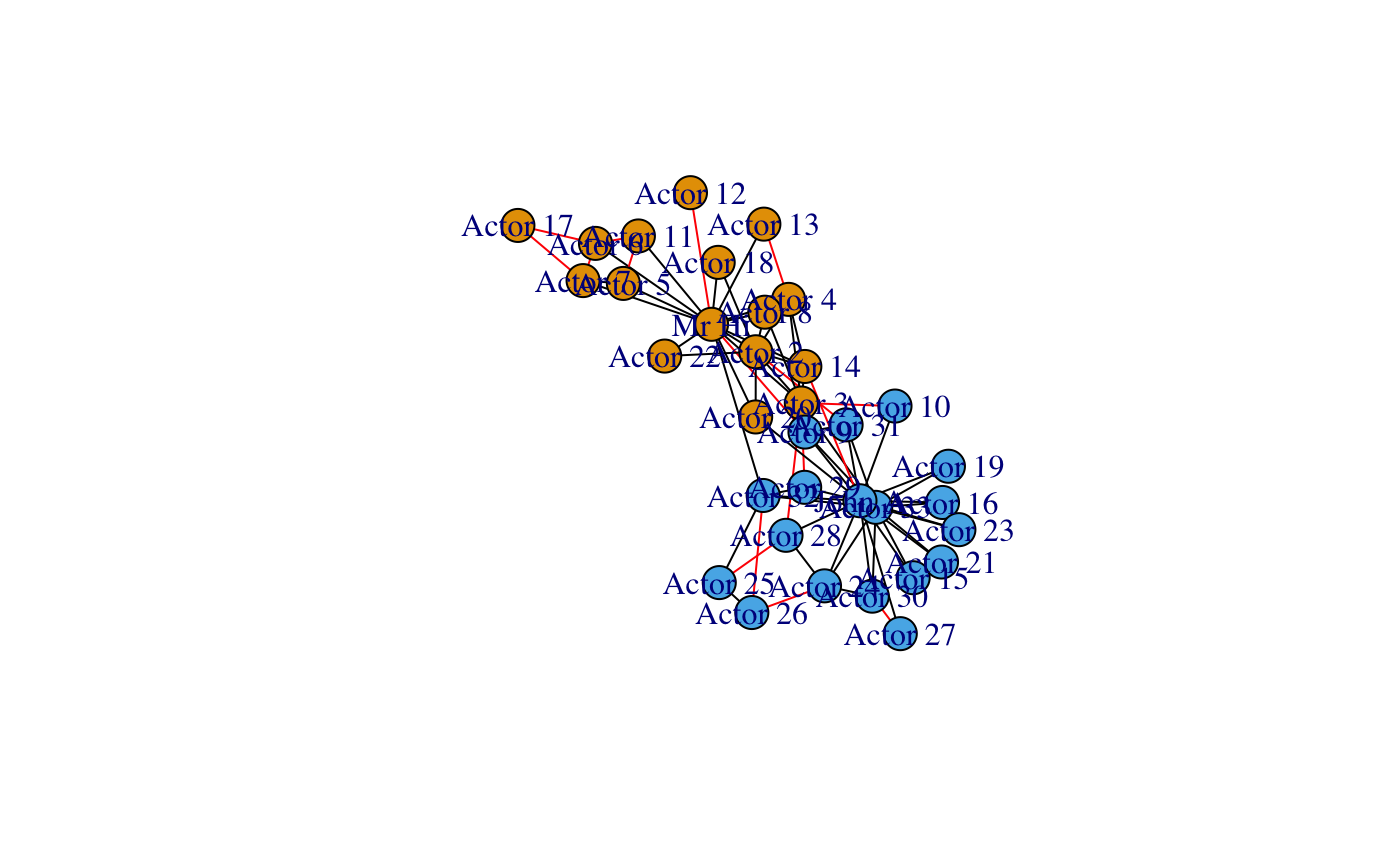 Actor 12
Actor 17
Actor 13
Actor 11
Actor 6
Actor 18
Actor 7
Actor 5
Actor 4
Actor 8
Mr Hi
Actor 22
Actor 2
Actor 14
Actor 3
Actor 10
Actor 20
Actor 31
Actor 9
Actor 19
Actor 29
Actor 32
John A
Actor 33
Actor 16
Actor 23
Actor 28
Actor 21
Actor 15
Actor 25
Actor 24
Actor 30
Actor 26
Actor 27